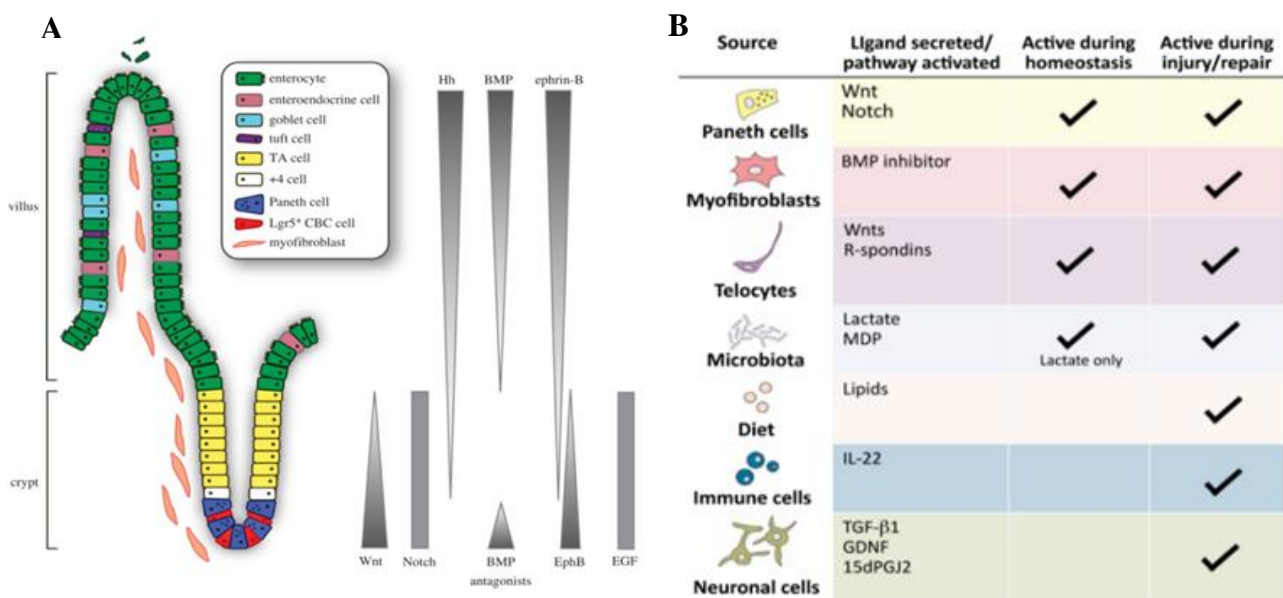 A
enterocyte
enteroendocrine cell
goblet cell
tuft cell
TA cell
+4 cell
Paneth cell
Lgr5⁺ CBC cell
myofibroblast
villus
crypt
Hh BMP ephrin-B
Wnt Notch BMP antagonists EphB EGF
B
Source Ligand secreted/ pathway activated Active during homeostasis Active during injury/repair
Paneth cells
Wnt
Notch
Myofibroblasts
BMP inhibitor
Telocytes
Wnts
R-spondins
Microbiota
Lactate
MDP
Lactate only
Diet
Lipids
Immune cells
IL-22
Neuronal cells
TGF-β1
GDNF
15dPGJ2